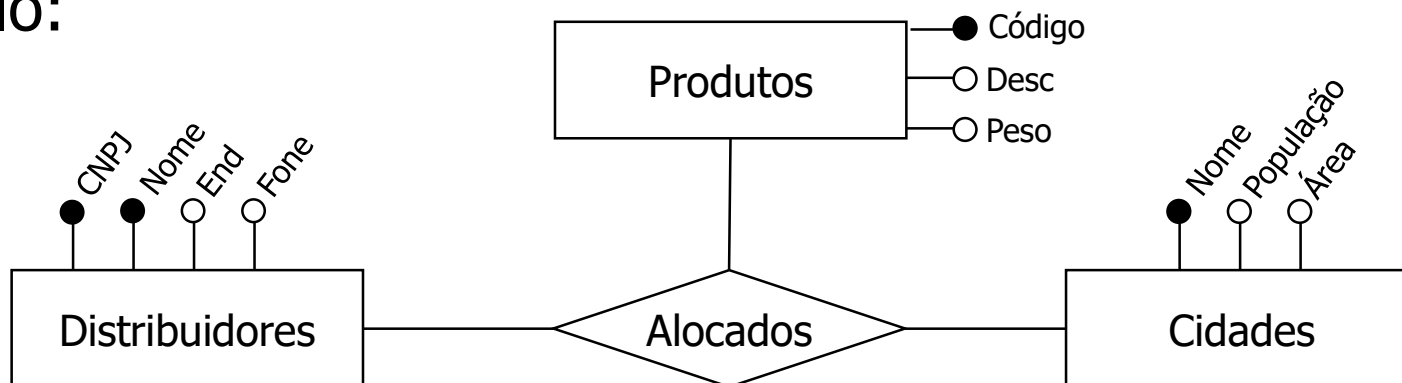 Código
Produtos
Desc
Peso
CNPJ
Nome
End
Fone
Nome
População
Área
Distribuidores
Alocados
Cidades